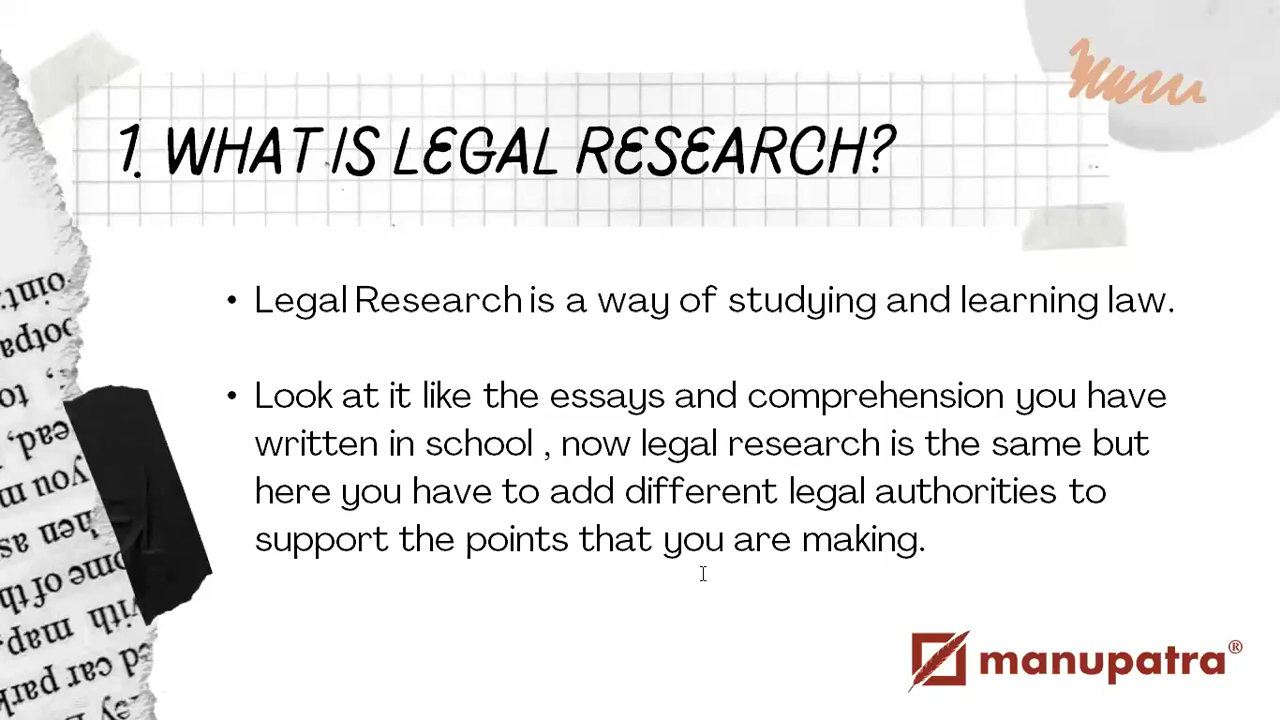 1. WHAT IS LEGAL RESEARCH?
• Legal Research is a way of studying and learning law.
• Look at it like the essays and comprehension you have
written in school , now legal research is the same but
here you have to add different legal authorities to
support the points that you are making.
manupatra®